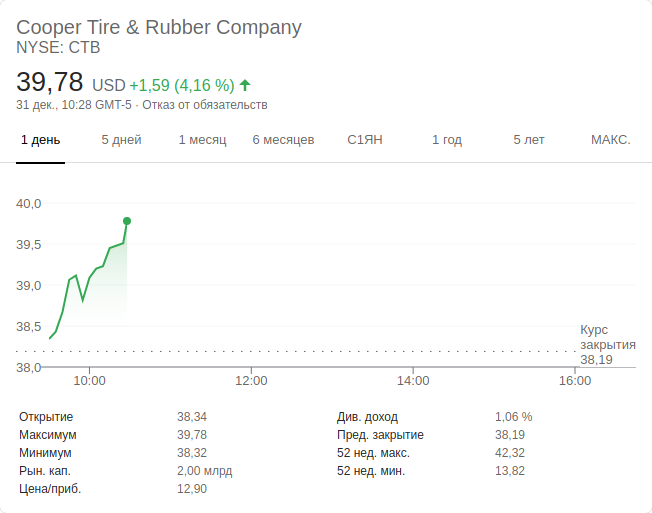 Cooper Tire & Rubber Company
NYSE: CTB
39,78 USD +1,59 (4,16 %)
31 дек., 10:28 GMT-5 · Отказ от обязательств
1 день 5 дней 1 месяц 6 месяцев С1ЯН 1 год 5 лет МАКС.
40,0
39,5
39,0
38,5
38,0
Курс
закрытия
38,19
10:00 12:00 14:00 16:00
Открытие 38,34 Див. доход 1,06 %
Максимум 39,78 Пред. закрытие 38,19
Минимум 38,32 52 нед. макс. 42,32
Рын. кап. 2,00 млрд 52 нед. мин. 13,82
Цена/приб. 12,90